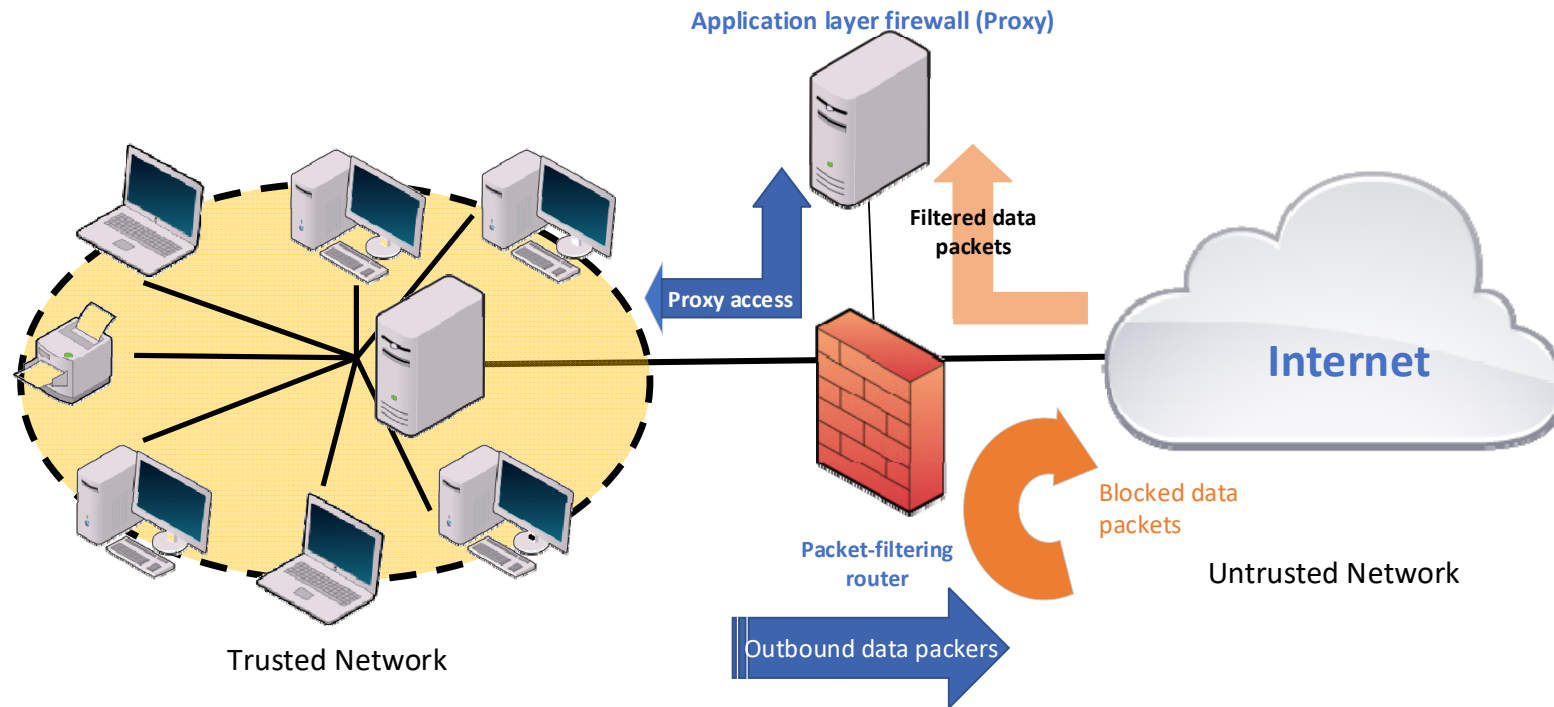 Application layer firewall (Proxy)
Filtered data
packets
Proxy access
Internet
Blocked data
packets
Packet-filtering
router
Untrusted Network
Outbound data packers
Trusted Network